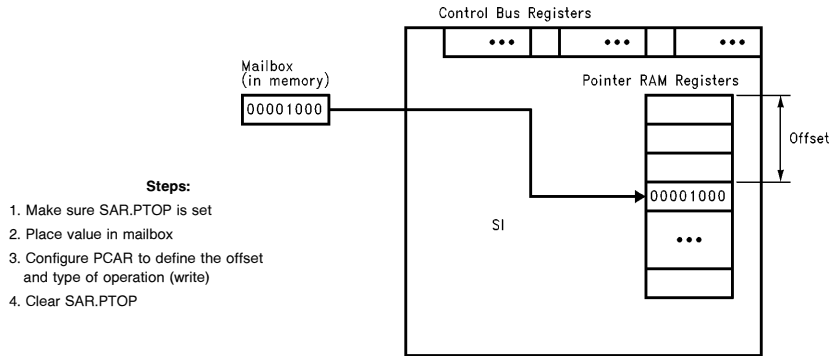 Control Bus Registers
•••
•••
•••
Mailbox
(in memory)
Pointer RAM Registers
00001000
Offset
Steps:
00001000
1. Make sure SAR.PTOP is set
SI
2. Place value in mailbox
•••
3. Configure PCAR to define the offset
and type of operation (write)
4. Clear SAR.PTOP